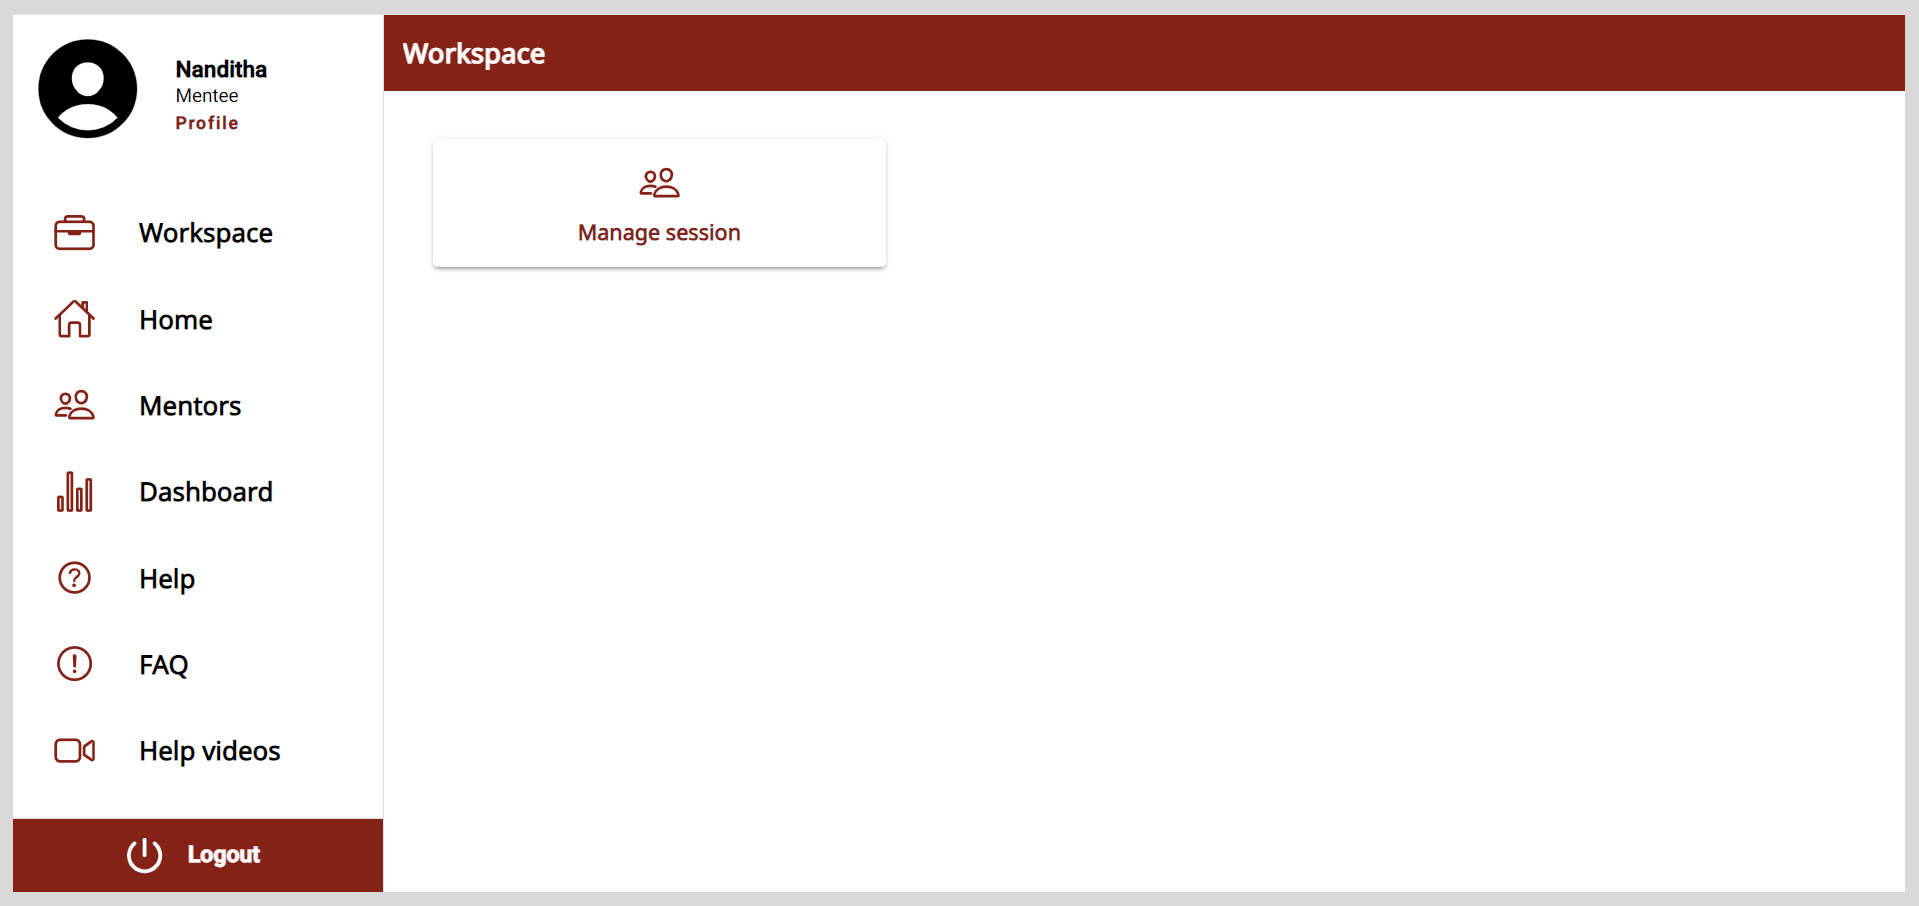 Nanditha
Mentee
Profile
Workspace
Home
Mentors
Dashboard
Help
FAQ
Help videos
Logout
Workspace
Manage session